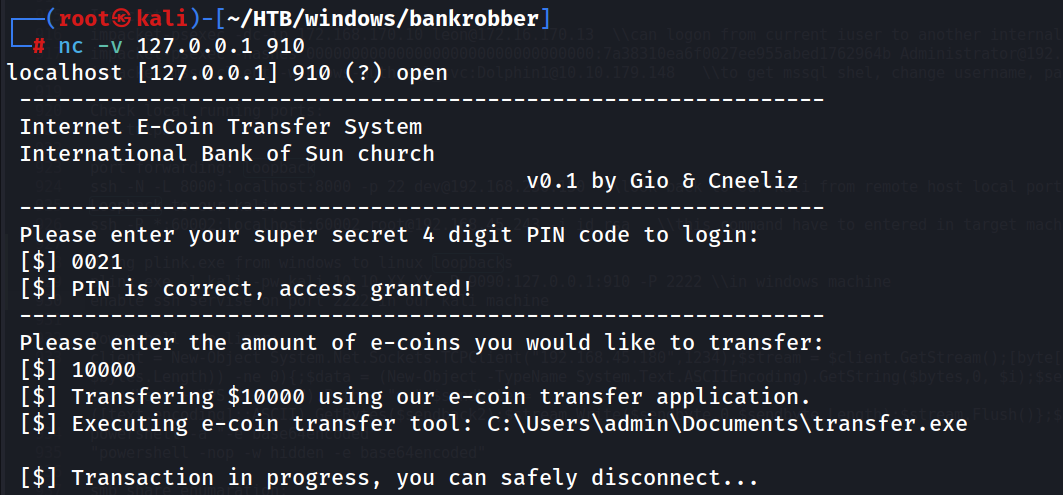 ┌──(root㉿kali)-[~/HTB/windows/bankrobber]
└─# nc -v 127.0.0.1 910
localhost [127.0.0.1] 910 (?) open
--------------------------------------------------------------
Internet E-Coin Transfer System
International Bank of Sun church
v0.1 by Gio & Cneeliz
--------------------------------------------------------------
Please enter your super secret 4 digit PIN code to login:
[$] 0021
[$] PIN is correct, access granted!
--------------------------------------------------------------
Please enter the amount of e-coins you would like to transfer:
[$] 10000
[$] Transfering $10000 using our e-coin transfer application.
[$] Executing e-coin transfer tool: C:\Users\admin\Documents\transfer.exe
[$] Transaction in progress, you can safely disconnect...